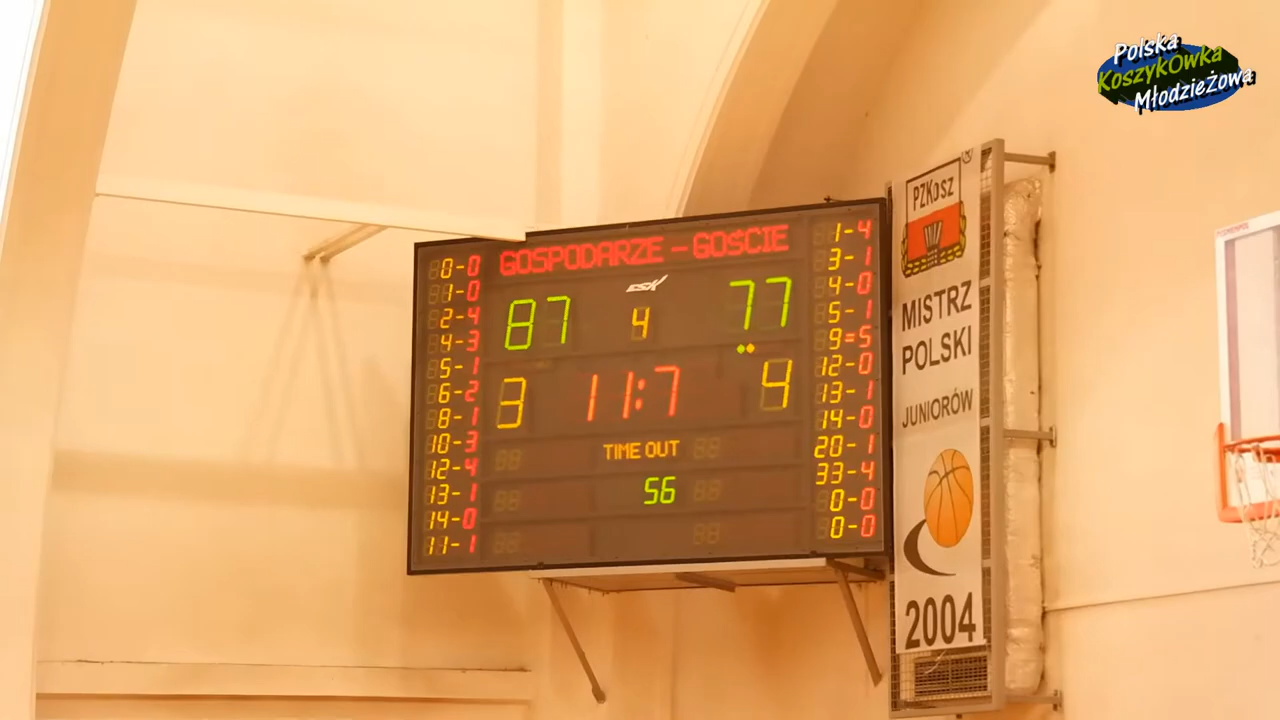 Polska
KoszykOwka
MłodzieŻowa
GOSPODARZE - GOŚCIE
ESK
87 4 77
3 11:7 4
TIME OUT
56
0-0
1-0
2-4
4-3
5-1
6-2
8-1
10-3
12-4
13-1
14-0
11-1
1-4
3-1
4-0
5-1
9=5
12-0
13-1
14-0
20-1
33-4
0-0
0-0
®
PZKosz
MISTRZ
POLSKI
JUNIORÓW
2004